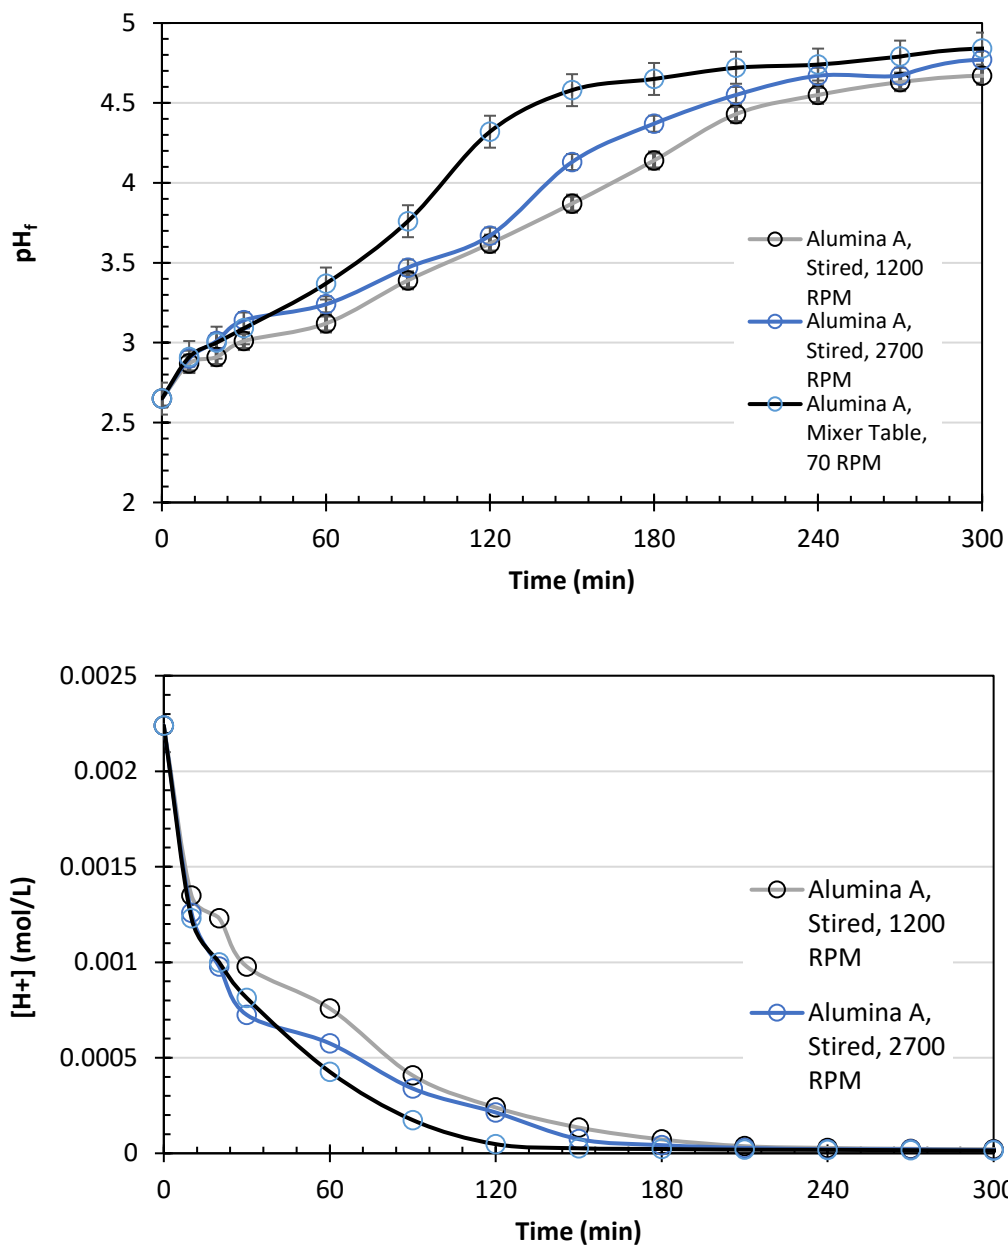 5
4.5
4
3.5
3
2.5
2
pHf
0
60
120
180
240
300
Time (min)
Alumina A,
Stired, 1200
RPM
Alumina A,
Stired, 2700
RPM
Alumina A,
Mixer Table,
70 RPM
0.0025
0.002
0.0015
0.001
0.0005
0
[H+] (mol/L)
0
60
120
180
240
300
Time (min)
Alumina A,
Stired, 1200
RPM
Alumina A,
Stired, 2700
RPM